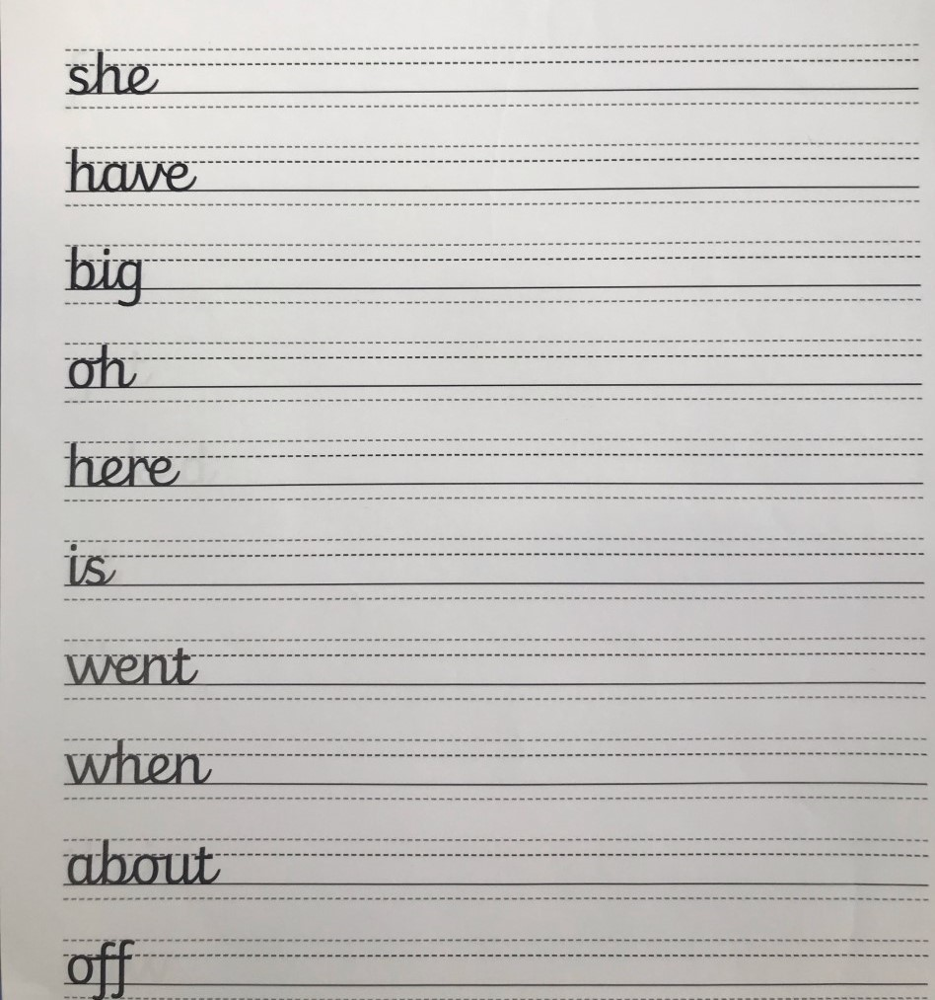 she
have
big
oh
here
is
went
when
about
off